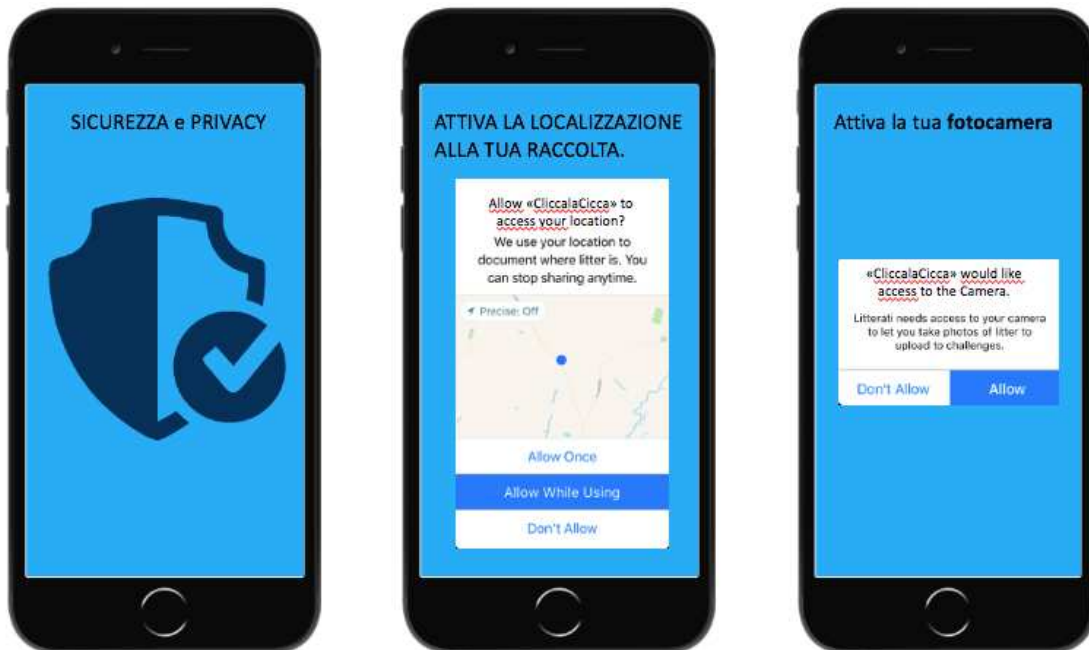 SICUREZZA e PRIVACY
ATTIVA LA LOCALIZZAZIONE
ALLA TUA RACCOLTA.
Allow «CliccalaCicca» to
access your location?
We use your location to
document where litter is. You
can stop sharing anytime.
Precise: Off
Allow Once
Allow While Using
Don't Allow
Attiva la tua fotocamera
«CliccalaCicca» would like
access to the Camera.
Litterati needs access to your camera
to let you take photos of litter to
upload to challenges.
Don't Allow
Allow